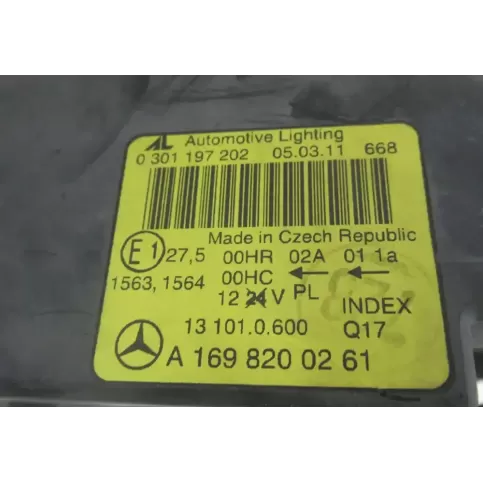 AL Automotive Lighting
0 301 197 202 05.03.11 668
Made in Czech Republic
E1 27,5 00HR 02A 01 1a
1563, 1564 00HC ← ←
12 24 V PL
INDEX
13 101.0.600 Q17
A 169 820 02 61